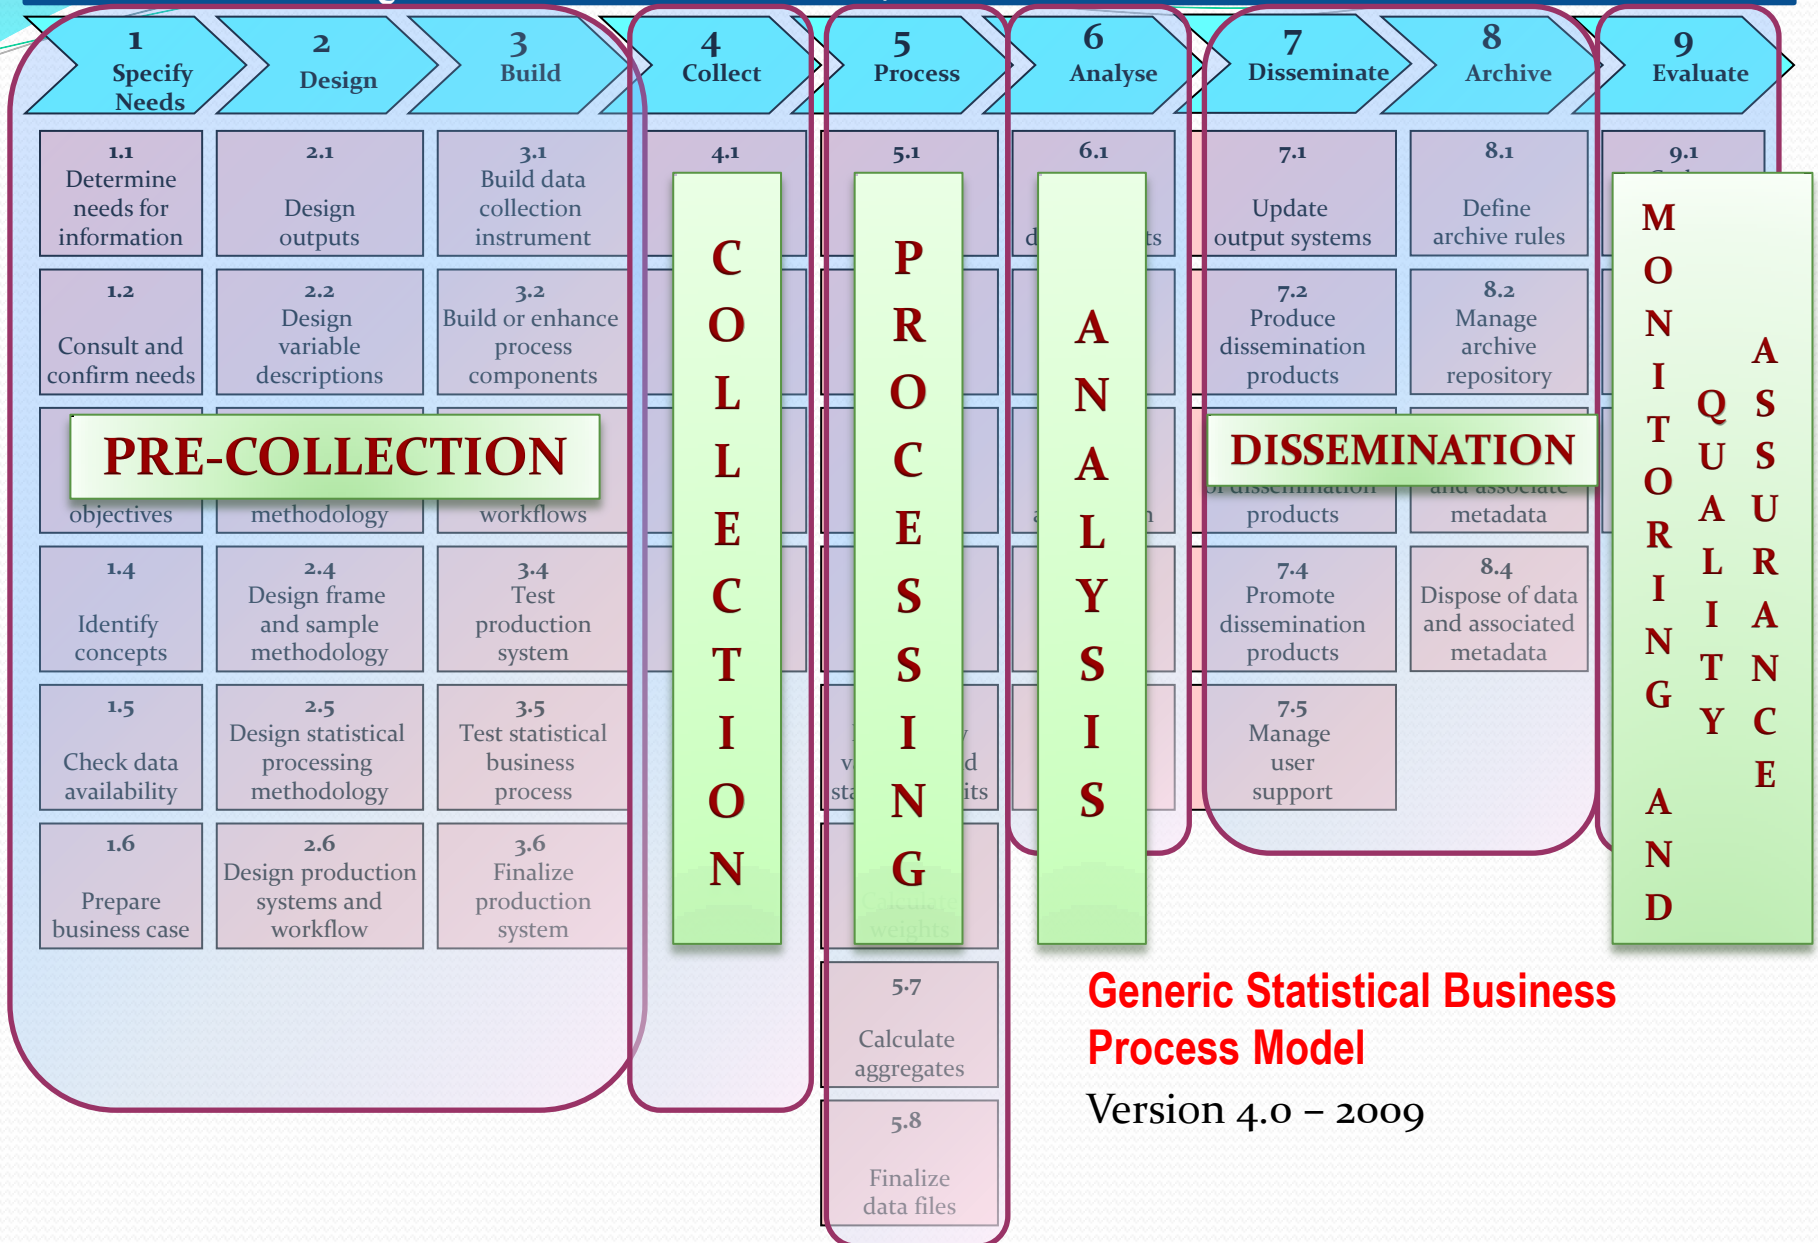 1
Specify
Needs
2
Design
3
Build
4
Collect
5
Process
6
Analyse
7
Disseminate
8
Archive
9
Evaluate
1.1
Determine
needs for
information
1.2
Consult and
confirm needs
objectives
1.4
Identify
concepts
1.5
Check data
availability
1.6
Prepare
business case
2.1
Design
outputs
2.2
Design
variable
descriptions
methodology
2.4
Design frame
and sample
methodology
2.5
Design statistical
processing
methodology
2.6
Design production
systems and
workflow
3.1
Build data
collection
instrument
3.2
Build or enhance
process
components
workflows
3.4
Test
production
system
3.5
Test statistical
business
process
3.6
Finalize
production
system
PRE-COLLECTION
4.1
COLLECTION
5.1
PROCESSING
Calculate
weights
5.7
Calculate
aggregates
5.8
Finalize
data files
6.1
ANALYSIS
7.1
Update
output systems
7.2
Produce
dissemination
products
of dissemination
products
7.4
Promote
dissemination
products
7.5
Manage
user
support
8.1
Define
archive rules
8.2
Manage
archive
repository
and associate
metadata
8.4
Dispose of data
and associated
metadata
DISSEMINATION
9.1
MONITORING AND
QUALITY
ASSURANCE
Generic Statistical Business
Process Model
Version 4.0 – 2009